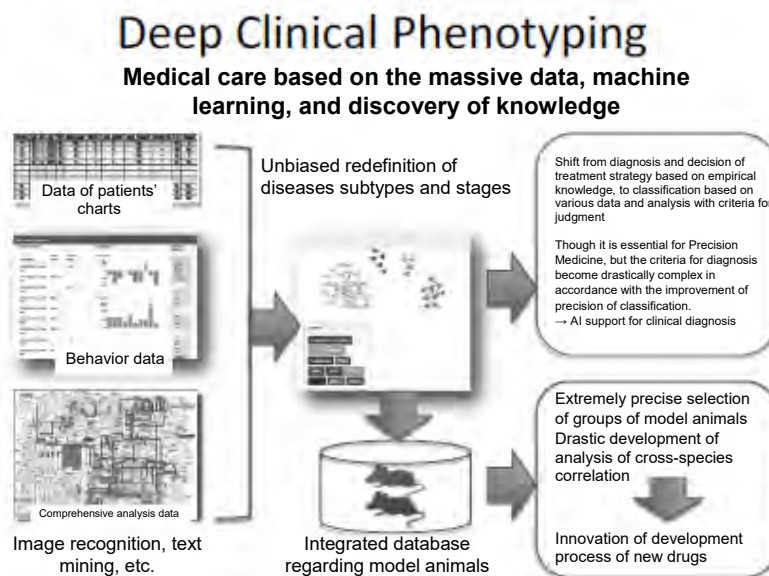 Deep Clinical Phenotyping
Medical care based on the massive data, machine
learning, and discovery of knowledge
Data of patients'
charts
Behavior data
Comprehensive analysis data
Image recognition, text
mining, etc.
Unbiased redefinition of
diseases subtypes and stages
Integrated database
regarding model animals
Shift from diagnosis and decision of
treatment strategy based on empirical
knowledge, to classification based on
various data and analysis with criteria for
judgment
Though it is essential for Precision
Medicine, but the criteria for diagnosis
become drastically complex in
accordance with the improvement of
precision of classification.
→ AI support for clinical diagnosis
Extremely precise selection
of groups of model animals
Drastic development of
analysis of cross-species
correlation
Innovation of development
process of new drugs